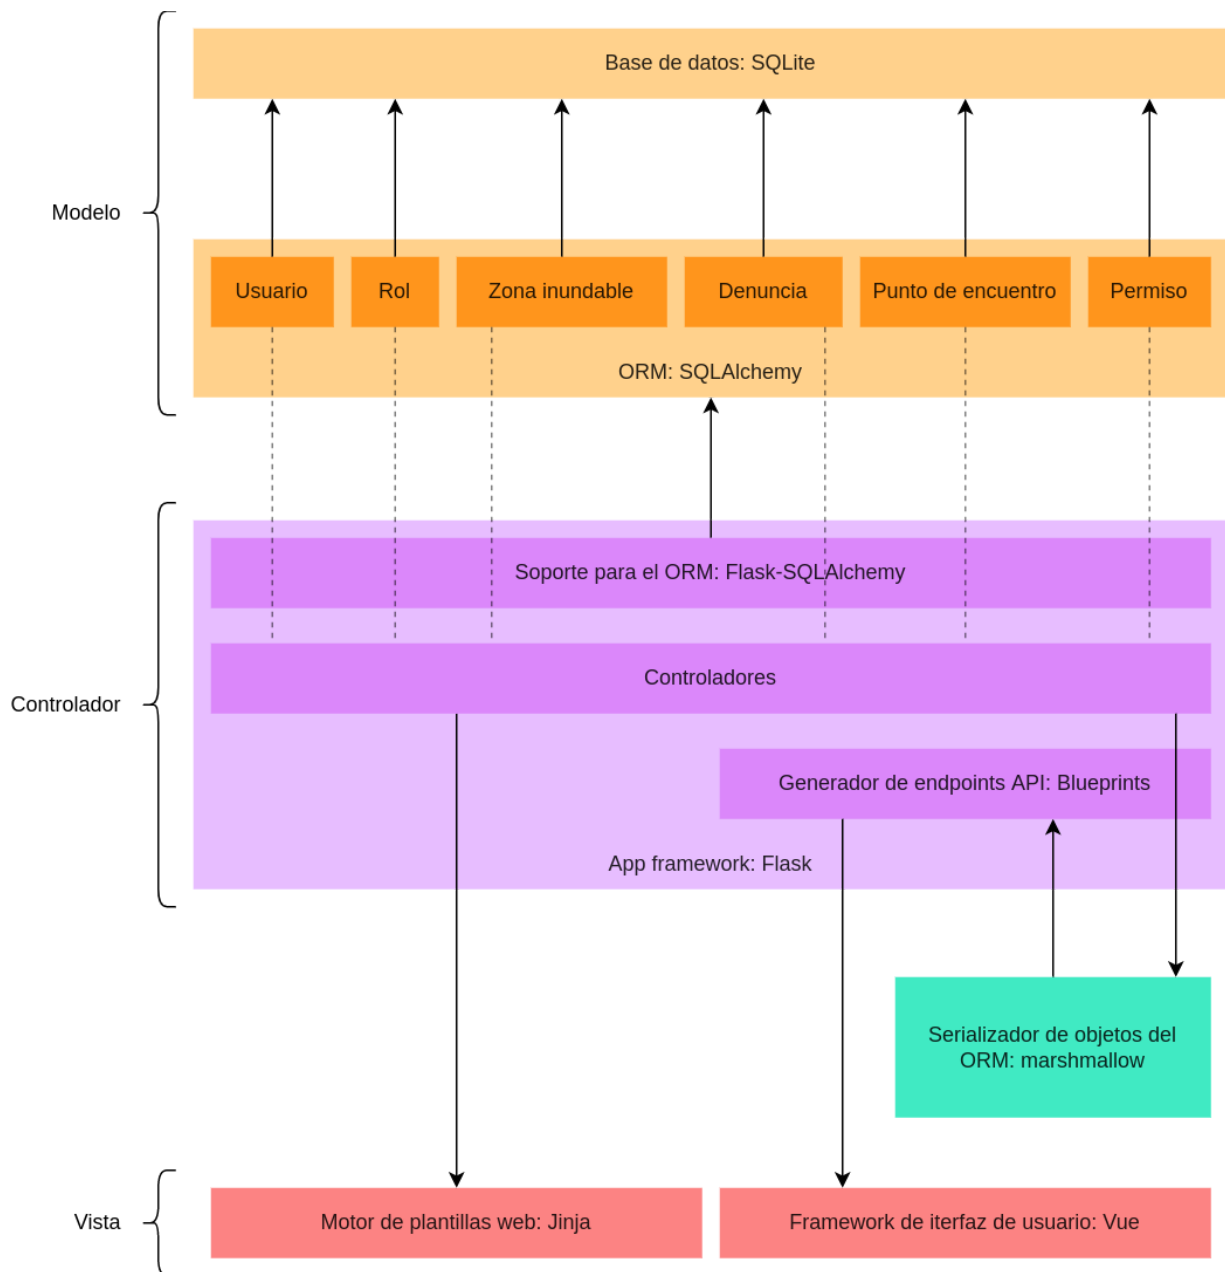 Base de datos: SQLite
Modelo
Usuario
Rol
Zona inundable
Denuncia
Punto de encuentro
Permiso
ORM: SQLAlchemy
Soporte para el ORM: Flask-SQLAlchemy
Controladores
Controlador
Generador de endpoints API: Blueprints
App framework: Flask
Serializador de objetos del
ORM: marshmallow
Vista
Motor de plantillas web: Jinja
Framework de iterfaz de usuario: Vue